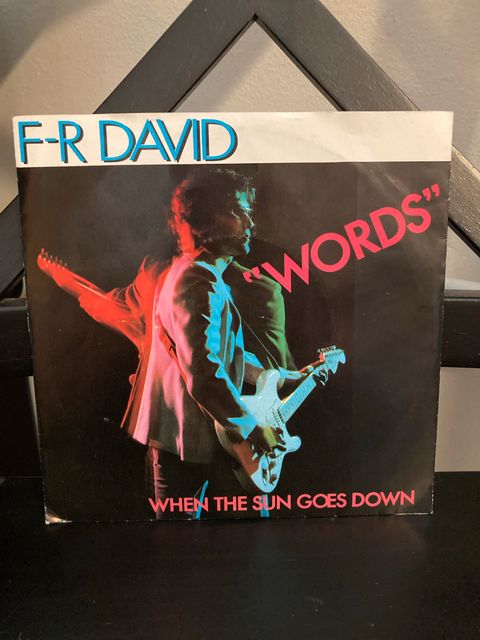 F-R DAVID
"WORDS"
WHEN THE SUN GOES DOWN